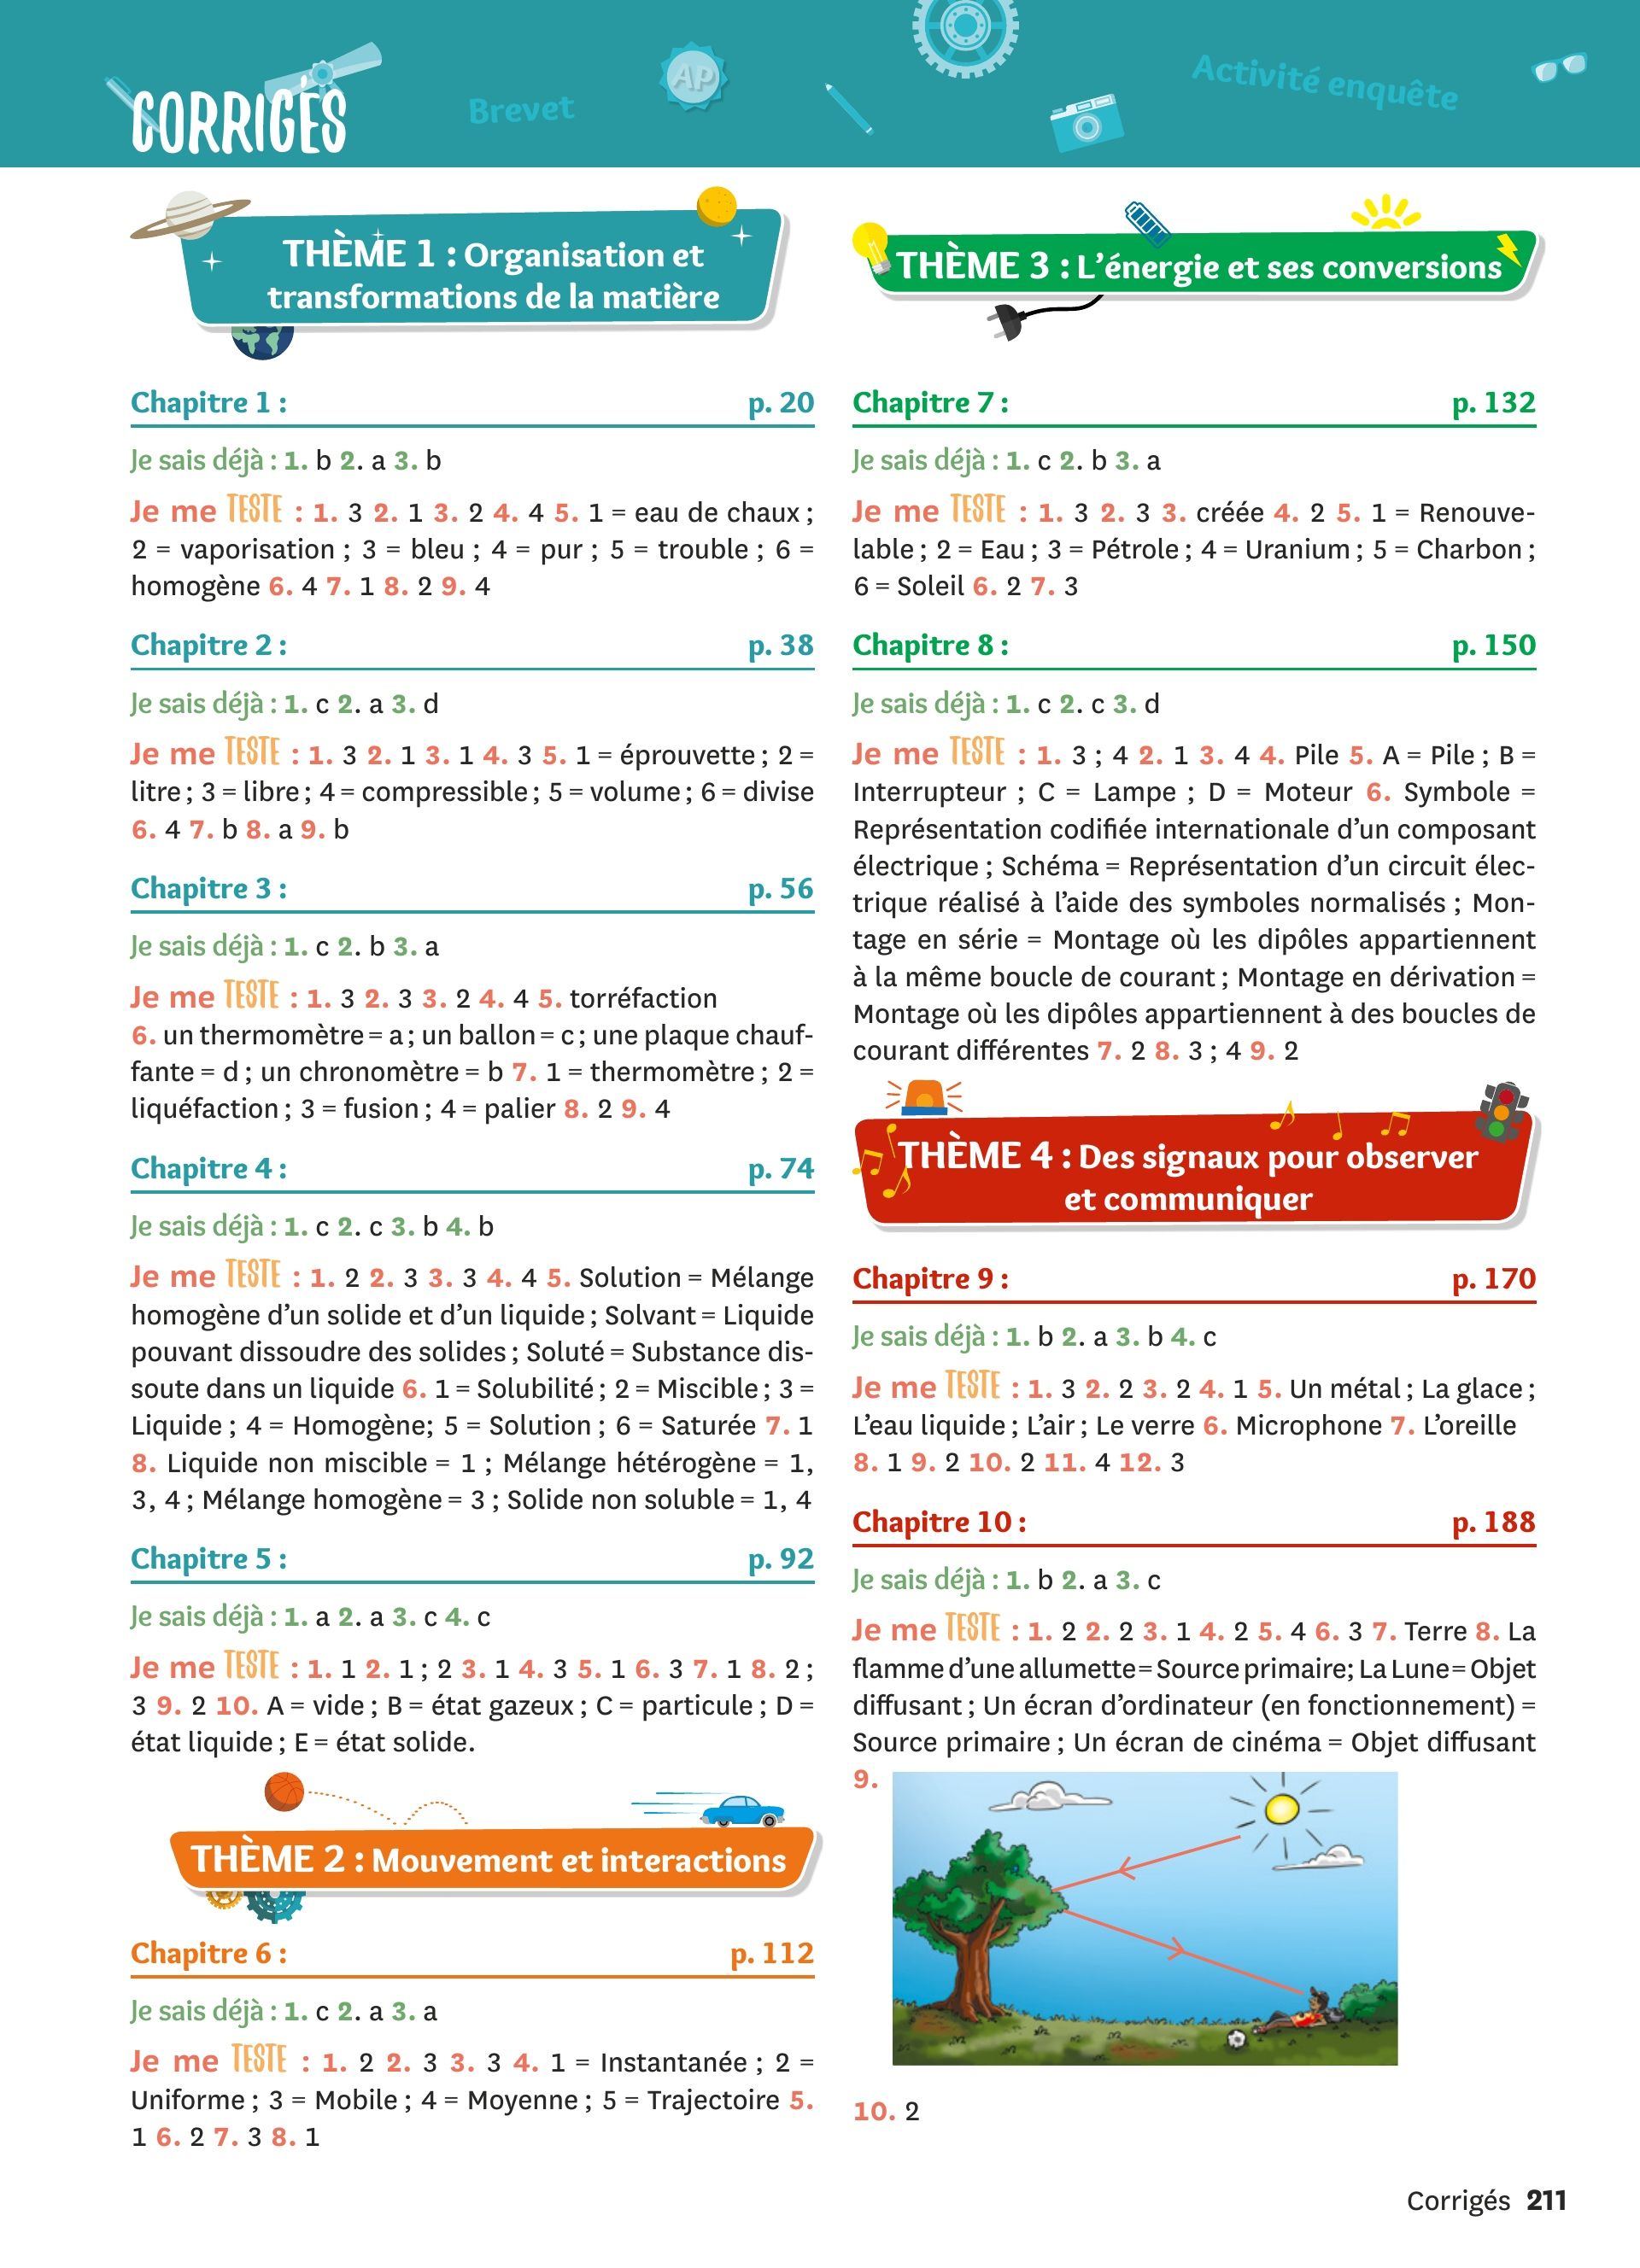 CORRIGÉS
Brevet
AP
Activité enquête
THÈME 1 : Organisation et
transformations de la matière
Chapitre 1 : p. 20
Je sais déjà : 1. b 2. a 3. b
Je me TESTE : 1. 3 2. 1 3. 2 4. 4 5. 1 = eau de chaux ;
2 = vaporisation ; 3 = bleu ; 4 = pur ; 5 = trouble ; 6 =
homogène 6. 4 7. 1 8. 2 9. 4
Chapitre 2 : p. 38
Je sais déjà : 1. c 2. a 3. d
Je me TESTE : 1. 3 2. 1 3. 1 4. 3 5. 1 = éprouvette ; 2 =
litre ; 3 = libre ; 4 = compressible ; 5 = volume ; 6 = divise
6. 4 7. b 8. a 9. b
Chapitre 3 : p. 56
Je sais déjà : 1. c 2. b 3. a
Je me TESTE : 1. 3 2. 3 3. 2 4. 4 5. torréfaction
6. un thermomètre = a ; un ballon = c ; une plaque chauf-
fante = d ; un chronomètre = b 7. 1 = thermomètre ; 2 =
liquéfaction ; 3 = fusion ; 4 = palier 8. 2 9. 4
Chapitre 4 : p. 74
Je sais déjà : 1. c 2. c 3. b 4. b
Je me TESTE : 1. 2 2. 3 3. 3 4. 4 5. Solution = Mélange
homogène d'un solide et d'un liquide ; Solvant = Liquide
pouvant dissoudre des solides ; Soluté = Substance dis-
soute dans un liquide 6. 1 = Solubilité ; 2 = Miscible ; 3 =
Liquide ; 4 = Homogène; 5 = Solution ; 6 = Saturée 7. 1
8. Liquide non miscible = 1 ; Mélange hétérogène = 1,
3, 4 ; Mélange homogène = 3 ; Solide non soluble = 1, 4
Chapitre 5 : p. 92
Je sais déjà : 1. a 2. a 3. c 4. c
Je me TESTE : 1. 1 2. 1 ; 2 3. 1 4. 3 5. 1 6. 3 7. 1 8. 2 ;
3 9. 2 10. A = vide ; B = état gazeux ; C = particule ; D =
état liquide ; E = état solide.
THÈME 2 : Mouvement et interactions
Chapitre 6 : p. 112
Je sais déjà : 1. c 2. a 3. a
Je me TESTE : 1. 2 2. 3 3. 3 4. 1 = Instantanée ; 2 =
Uniforme ; 3 = Mobile ; 4 = Moyenne ; 5 = Trajectoire 5.
1 6. 2 7. 3 8. 1
THÈME 3 : L'énergie et ses conversions
Chapitre 7 : p. 132
Je sais déjà : 1. c 2. b 3. a
Je me TESTE : 1. 3 2. 3 3. créée 4. 2 5. 1 = Renouve-
lable ; 2 = Eau ; 3 = Pétrole ; 4 = Uranium ; 5 = Charbon ;
6 = Soleil 6. 2 7. 3
Chapitre 8 : p. 150
Je sais déjà : 1. c 2. c 3. d
Je me TESTE : 1. 3 ; 4 2. 1 3. 4 4. Pile 5. A = Pile ; B =
Interrupteur ; C = Lampe ; D = Moteur 6. Symbole =
Représentation codifiée internationale d'un composant
électrique ; Schéma = Représentation d'un circuit élec-
trique réalisé à l'aide des symboles normalisés ; Mon-
tage en série = Montage où les dipôles appartiennent
à la même boucle de courant ; Montage en dérivation =
Montage où les dipôles appartiennent à des boucles de
courant différentes 7. 2 8. 3 ; 4 9. 2
THÈME 4 : Des signaux pour observer
et communiquer
Chapitre 9 : p. 170
Je sais déjà : 1. b 2. a 3. b 4. c
Je me TESTE : 1. 3 2. 2 3. 2 4. 1 5. Un métal ; La glace ;
L'eau liquide ; L'air ; Le verre 6. Microphone 7. L'oreille
8. 1 9. 2 10. 2 11. 4 12. 3
Chapitre 10 : p. 188
Je sais déjà : 1. b 2. a 3. c
Je me TESTE : 1. 2 2. 2 3. 1 4. 2 5. 4 6. 3 7. Terre 8. La
flamme d'une allumette= Source primaire; La Lune= Objet
diffusant ; Un écran d'ordinateur (en fonctionnement) =
Source primaire ; Un écran de cinéma = Objet diffusant
9.
10. 2
Corrigés 211